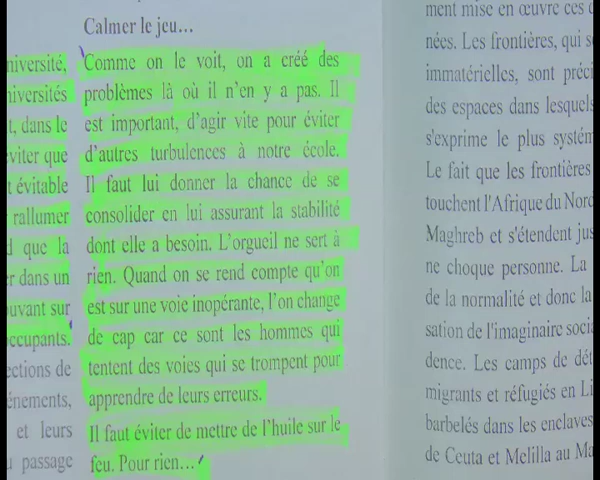 niversité,
niversités
t, dans le
viter que
t évitable
rallumer
d que la
r dans un
uvant sur
ccupants.
ections de
énements,
et leurs
passage
Calmer le jeu...
Comme on le voit, on a créé des
problèmes là où il n'en y a pas. Il
est important, d'agir vite pour éviter
d'autres turbulences à notre école.
Il faut lui donner la chance de se
consolider en lui assurant la stabilité
dont elle a besoin. L'orgueil ne sert à
rien. Quand on se rend compte qu'on
est sur une voie inopérante, l'on change
de cap car ce sont les hommes qui
tentent des voies qui se trompent pour
apprendre de leurs erreurs.
Il faut éviter de mettre de l'huile sur le
feu. Pour rien...
ment mise en œuvre ces
nées. Les frontières, qui s
immatérielles, sont préci
des espaces dans lesquels
s'exprime le plus systém
Le fait que les frontières
touchent l'Afrique du Nord
Maghreb et s'étendent jus
ne choque personne. La
de la normalité et donc la
sation de l'imaginaire socia
dence. Les camps de dét
migrants et réfugiés en Li
barbelés dans les enclaves
de Ceuta et Melilla au Ma